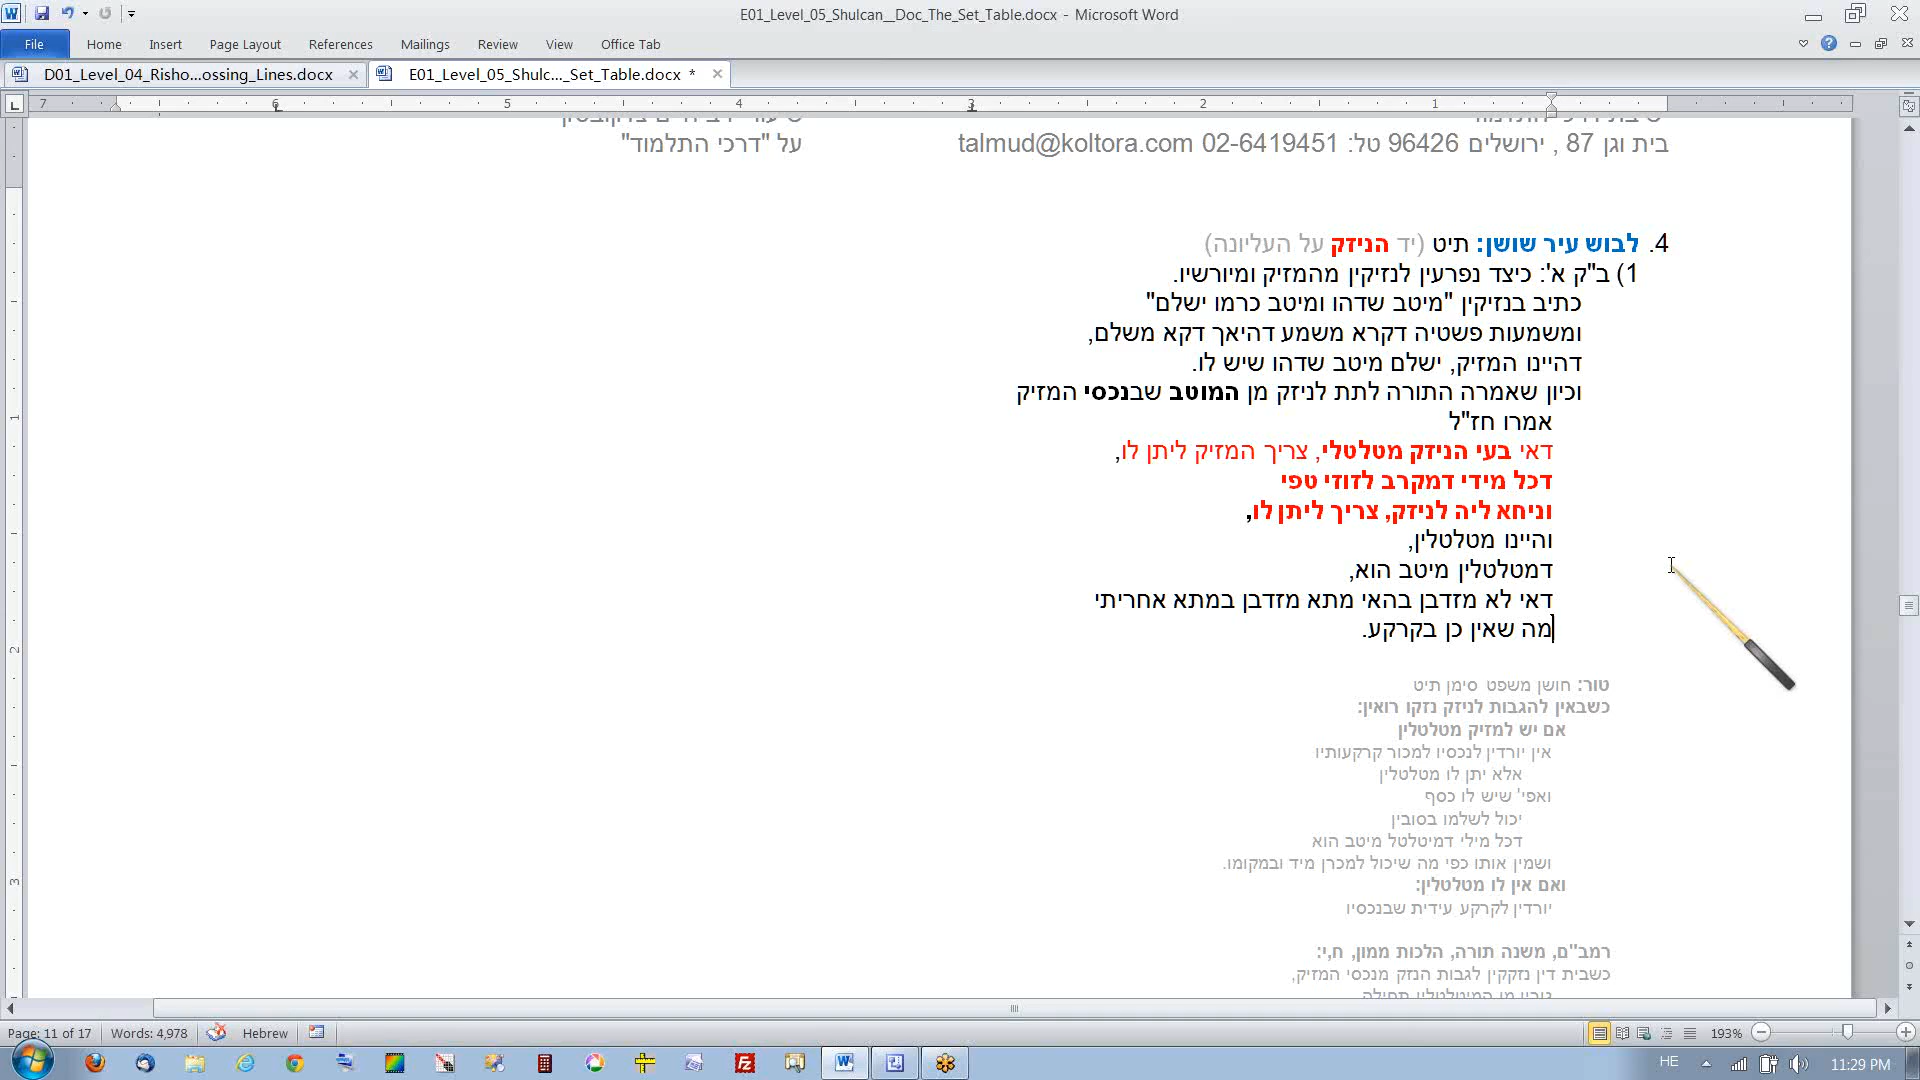 E01_Level_05_Shulcan__Doc_The_Set_Table.docx - Microsoft Word
File Home Insert Page Layout References Mailings Review View Office Tab
D01_Level_04_Risho...ossing_Lines.docx
E01_Level_05_Shulc..._Set_Table.docx *
7 6 5 4 3 2 1
בית וגן 87 , ירושלים 96426 טל: 02-6419451 talmud@koltora.com
על "דרכי התלמוד"
4. לבוש עיר שושן: תיט (יד הניזק על העליונה)
1) ב"ק א': כיצד נפרעין לנזיקין מהמזיק ומיורשיו.
כתיב בנזיקין "מיטב שדהו ומיטב כרמו ישלם"
ומשמעות פשטיה דקרא משמע דהיאך דקא משלם,
דהיינו המזיק, ישלם מיטב שדהו שיש לו.
וכיון שאמרה התורה לתת לניזק מן המוטב שבנכסי המזיק
אמרו חז"ל
דאי בעי הניזק מטלטלי, צריך המזיק ליתן לו,
דכל מידי דמקרב לזוזי טפי
וניחא ליה לניזק, צריך ליתן לו,
והיינו מטלטלין,
דמטלטלין מיטב הוא,
דאי לא מזדבן בהאי מתא מזדבן במתא אחריתי
מה שאין כן בקרקע.
טור: חושן משפט סימן תיט
כשבאין להגבות לניזק נזקו רואין:
אם יש למזיק מטלטלין
אין יורדין לנכסיו למכור קרקעותיו
אלא יתן לו מטלטלין
ואפי' שיש לו כסף
יכול לשלמו בסובין
דכל מילי דמיטלטל מיטב הוא
ושמין אותו כפי מה שיכול למכרן מיד ובמקומו.
ואם אין לו מטלטלין:
יורדין לקרקע עידית שבנכסיו
רמב"ם, משנה תורה, הלכות ממון, ח,י:
כשבית דין נזקקין לגבות הנזק מנכסי המזיק,
Page: 11 of 17 Words: 4,978 Hebrew 193%
HE 11:29 PM